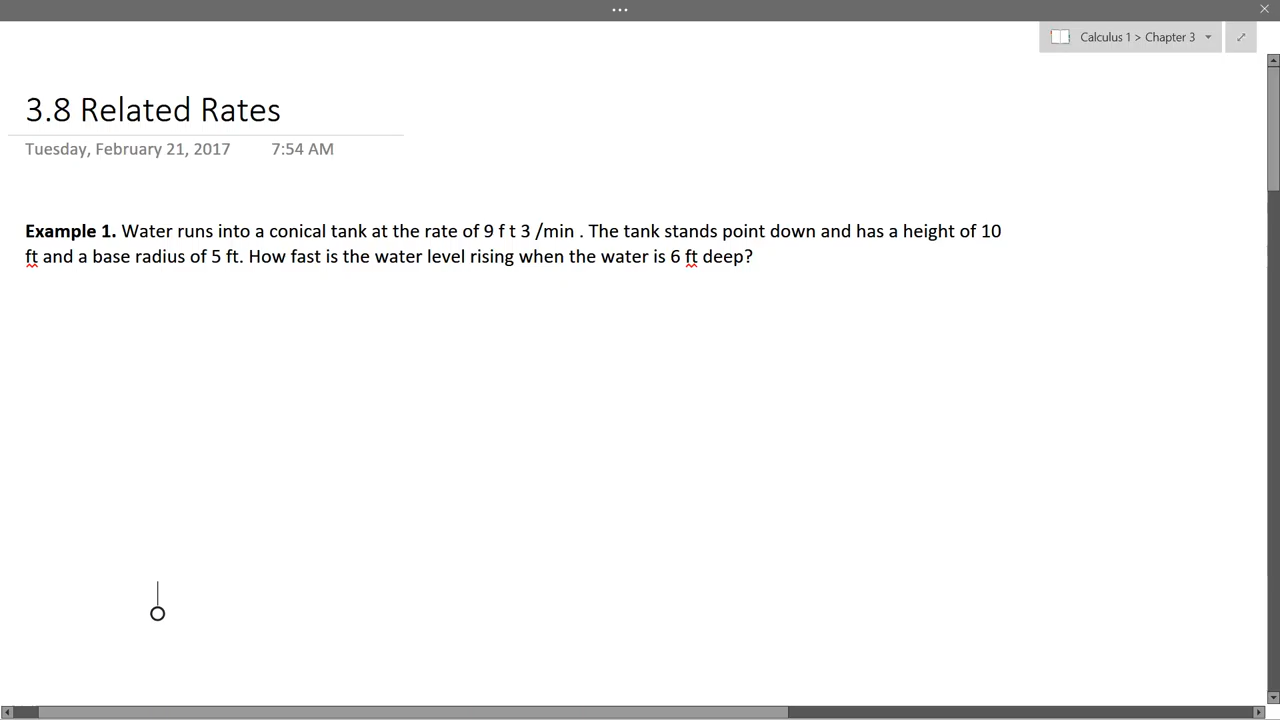 Calculus 1 > Chapter 3
3.8 Related Rates
Tuesday, February 21, 2017 7:54 AM
Example 1. Water runs into a conical tank at the rate of 9 f t 3 /min . The tank stands point down and has a height of 10
ft and a base radius of 5 ft. How fast is the water level rising when the water is 6 ft deep?